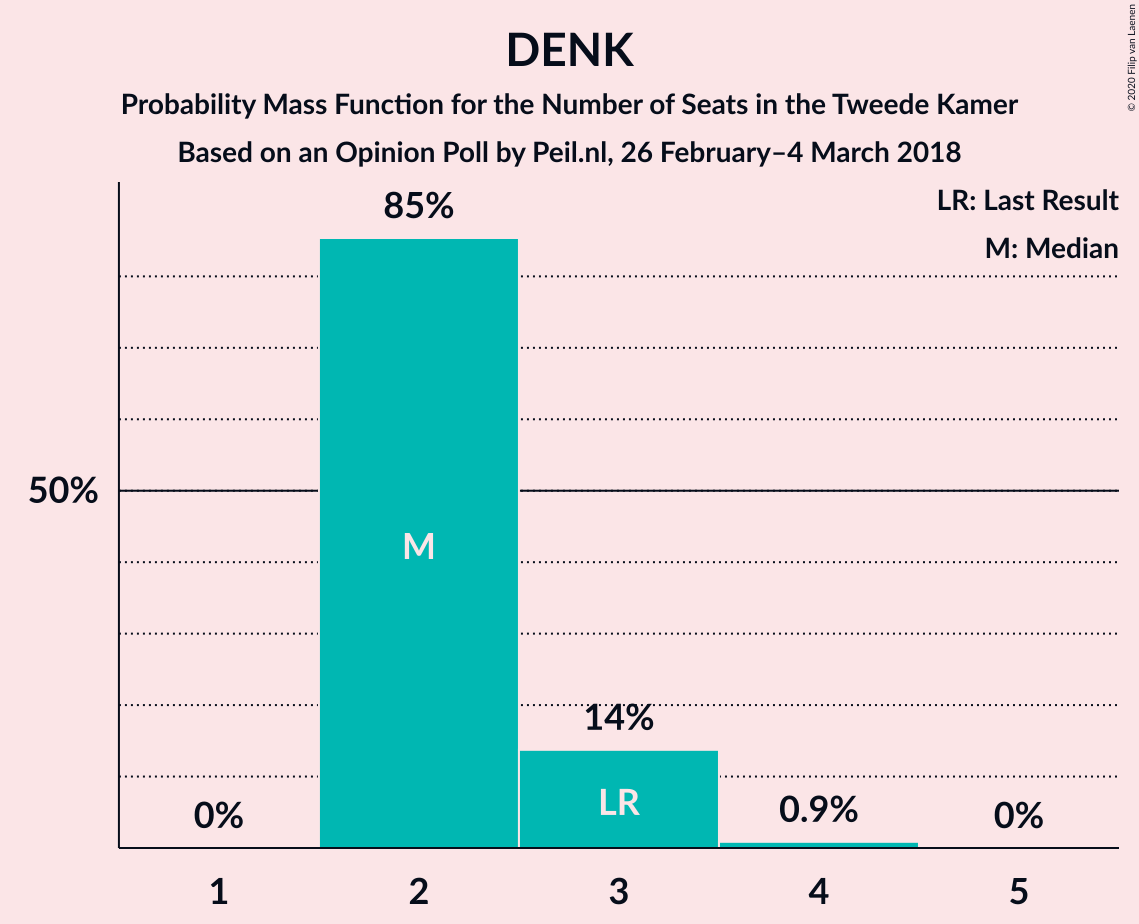 DENK
Probability Mass Function for the Number of Seats in the Tweede Kamer
Based on an Opinion Poll by Peil.nl, 26 February–4 March 2018
© 2020 Filip van Laenen
LR: Last Result
M: Median
85%
50%
M
14%
LR
0%
0.9%
0%
1
2
3
4
5